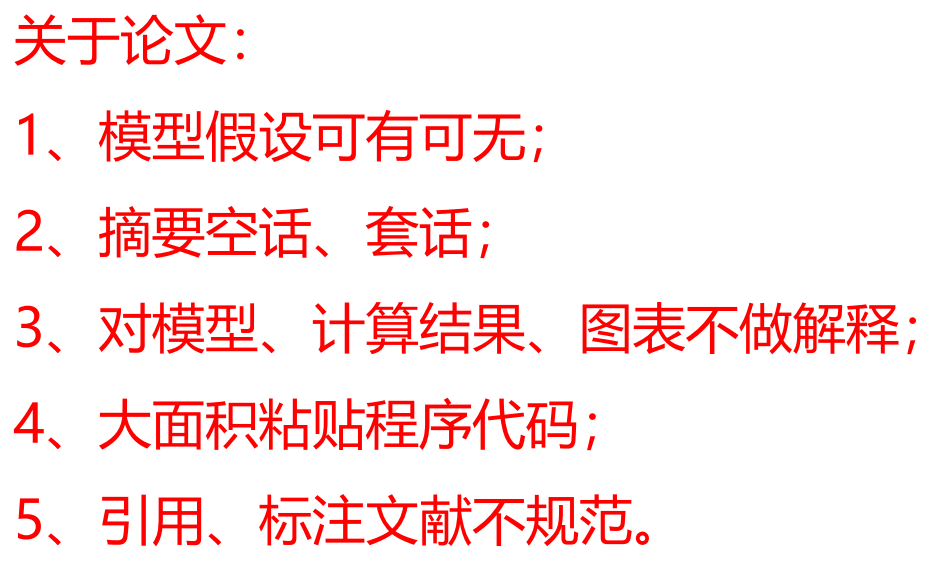 关于论文：
1、模型假设可有可无；
2、摘要空话、套话；
3、对模型、计算结果、图表不做解释；
4、大面积粘贴程序代码；
5、引用、标注文献不规范。